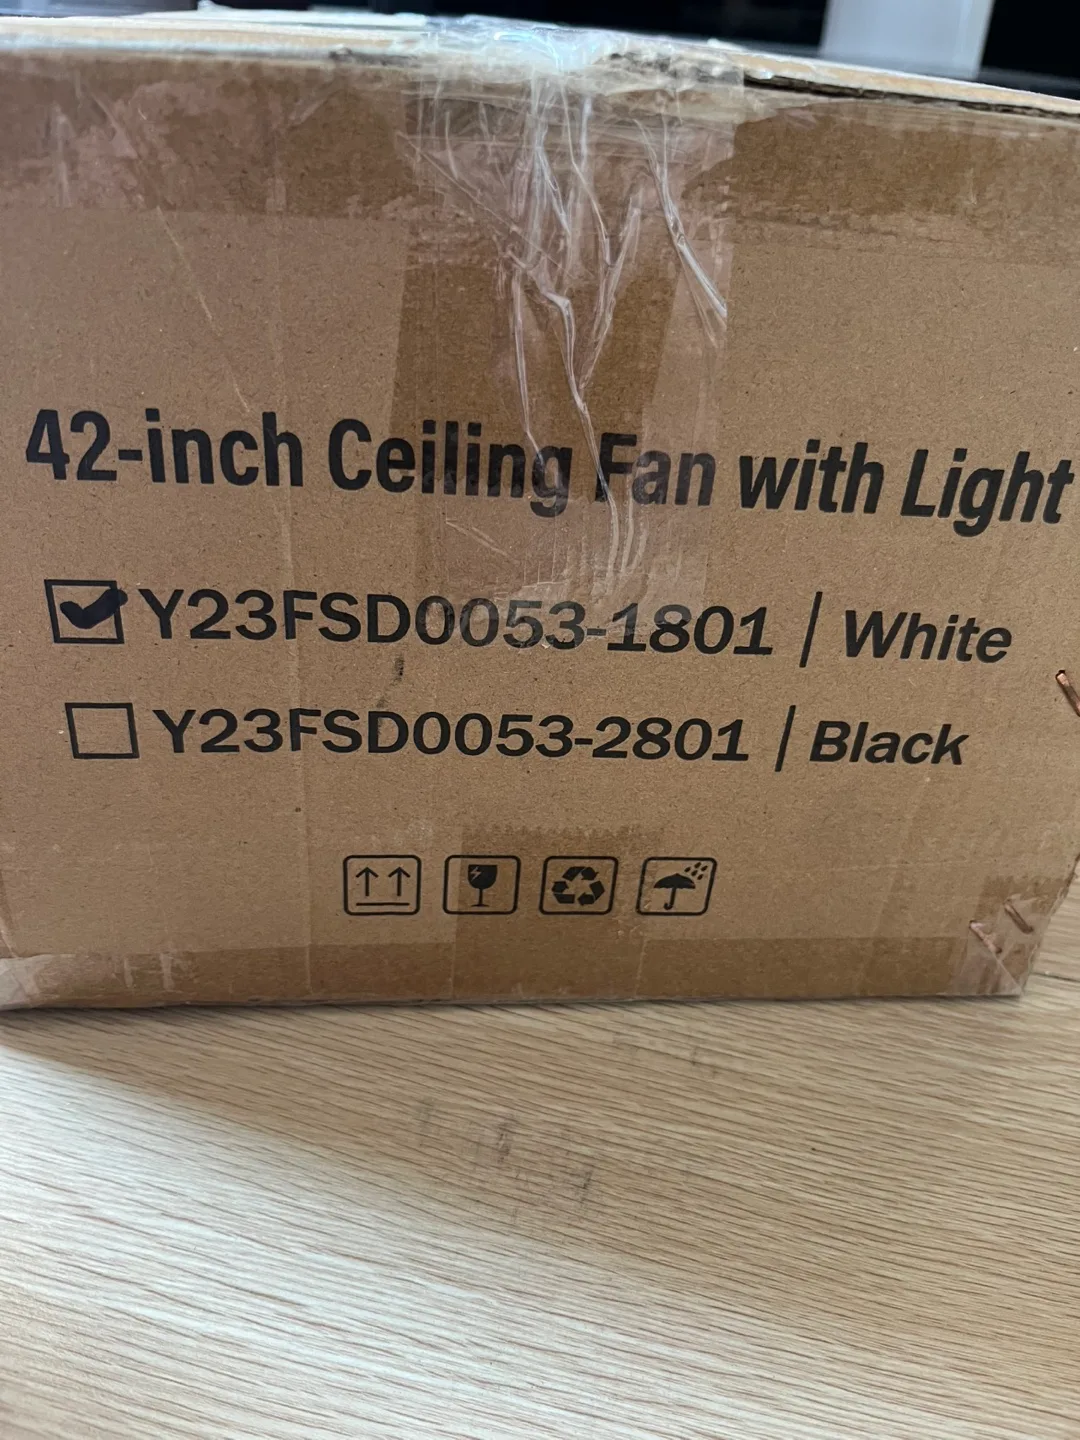 42-inch Ceiling Fan with Light
Y23FSD0053-1801 | White
Y23FSD0053-2801 | Black